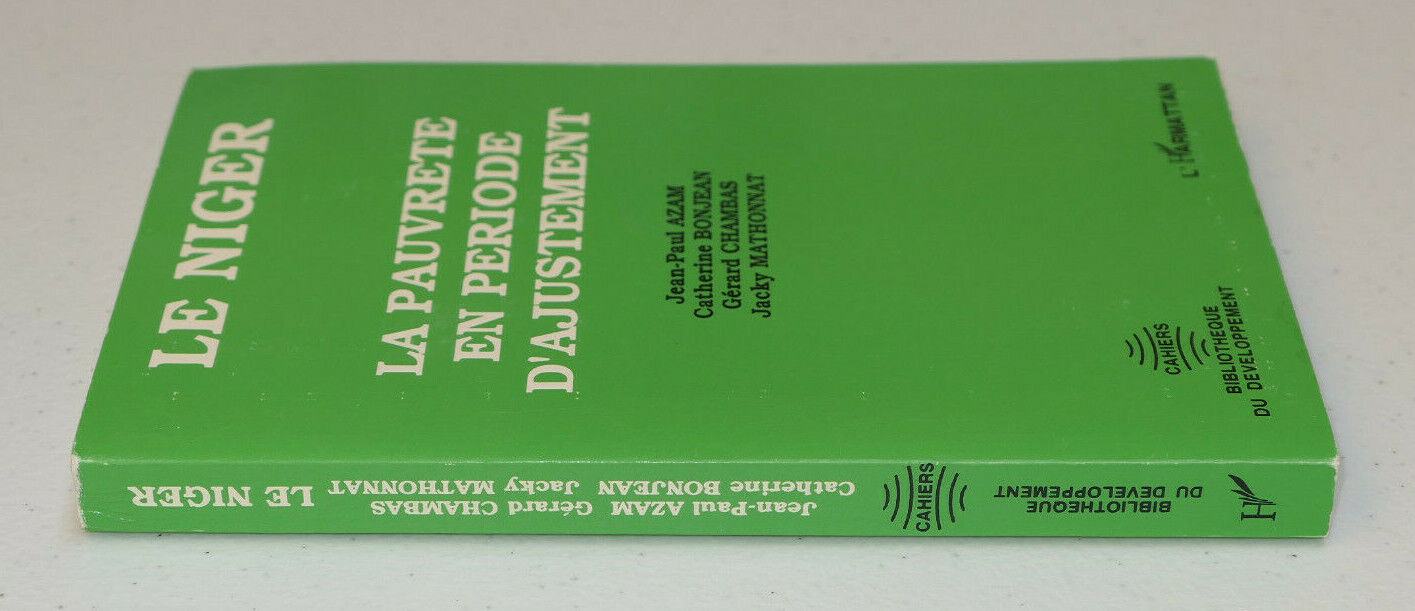 LE NIGER
LA PAUVRETE
EN PERIODE
D'AJUSTEMENT
Jean-Paul AZAM
Catherine BONJEAN
Gérard CHAMBAS
Jacky MATHONNAT
CAHIERS
BIBLIOTHEQUE
DU DEVELOPPEMENT
L'HARMATTAN
Jean-Paul AZAM Gérard CHAMBAS
Catherine BONJEAN Jacky MATHONNAT
LE NIGER
CAHIERS
BIBLIOTHEQUE
DU DEVELOPPEMENT
H